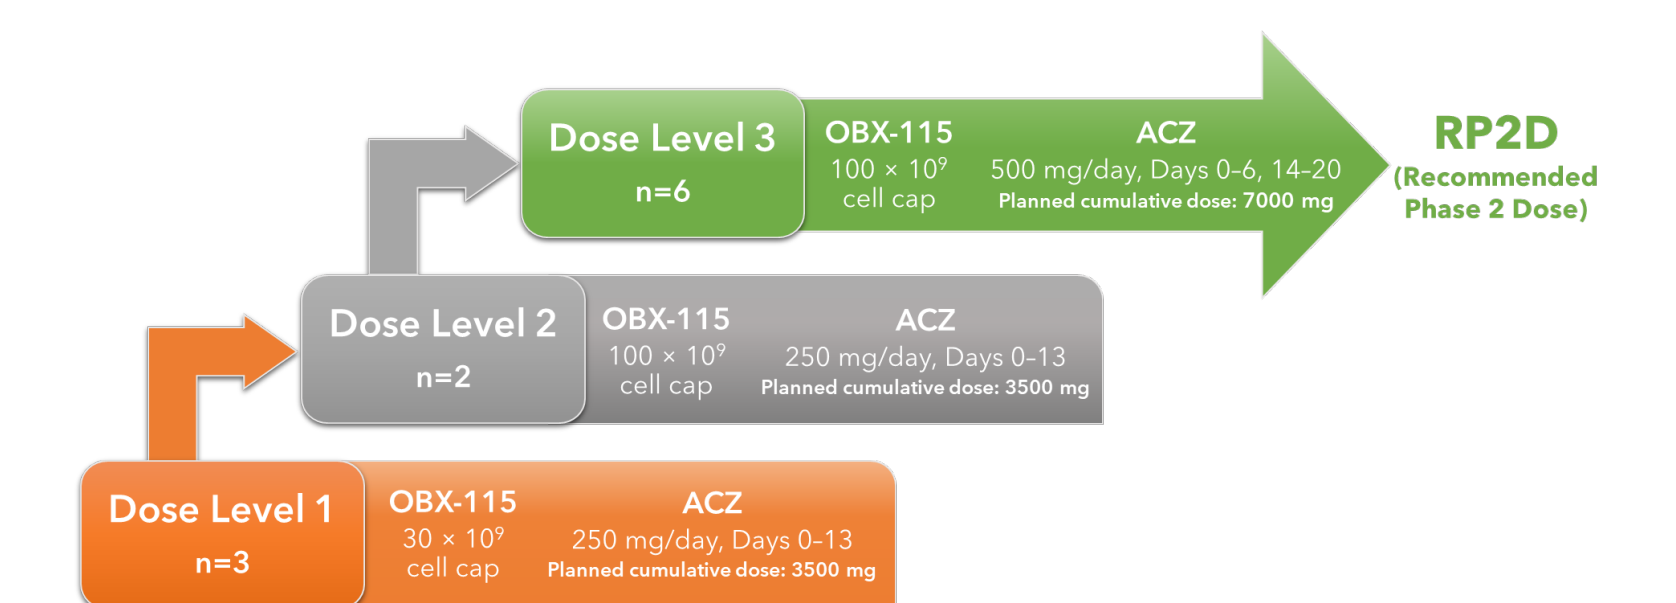 Dose Level 3
n=6
OBX-115
100 × 10⁹
cell cap
ACZ
500 mg/day, Days 0–6, 14–20
Planned cumulative dose: 7000 mg
RP2D
(Recommended
Phase 2 Dose)
Dose Level 2
n=2
OBX-115
100 × 10⁹
cell cap
ACZ
250 mg/day, Days 0–13
Planned cumulative dose: 3500 mg
Dose Level 1
n=3
OBX-115
30 × 10⁹
cell cap
ACZ
250 mg/day, Days 0–13
Planned cumulative dose: 3500 mg